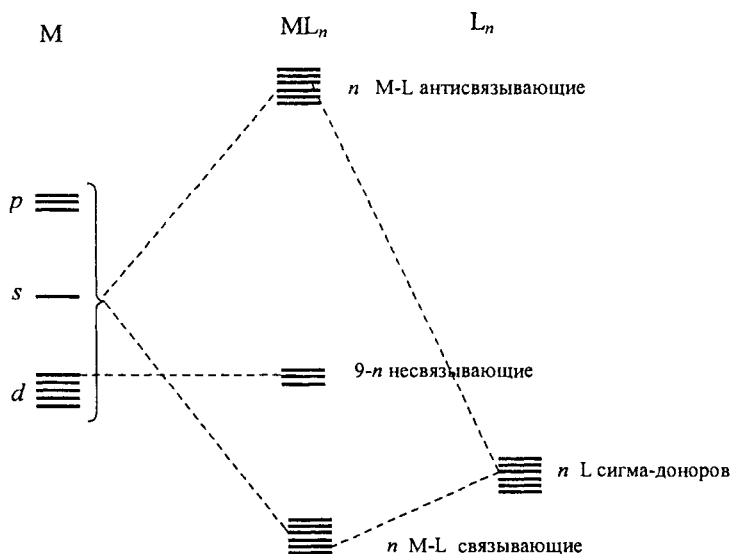 M
MLn
Ln
n M-L антисвязывающие
p
s
9-n несвязывающие
d
n L сигма-доноров
n M-L связывающие